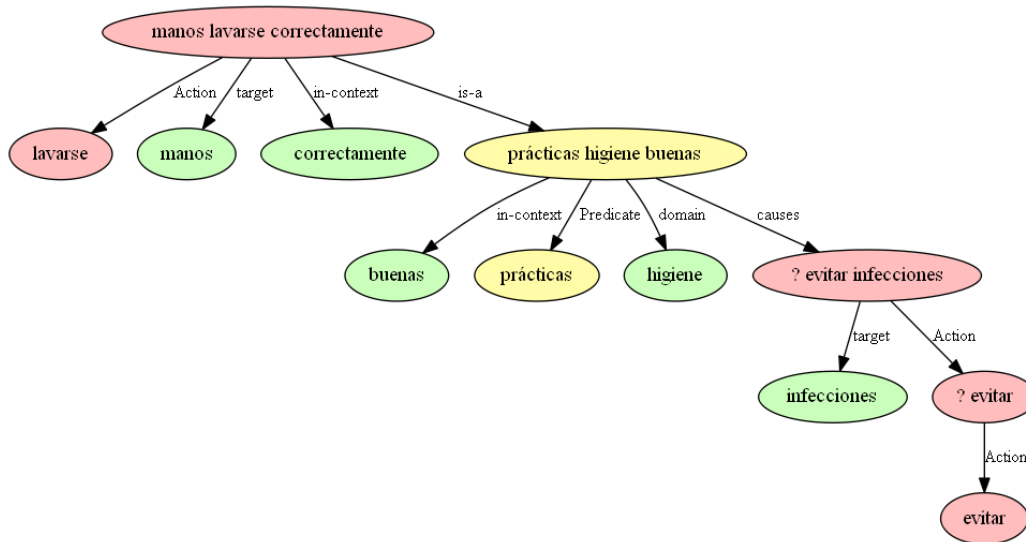 manos lavarse correctamente
Action
target
in-context
is-a
lavarse
manos
correctamente
prácticas higiene buenas
in-context
Predicate
domain
causes
buenas
prácticas
higiene
? evitar infecciones
target
Action
infecciones
? evitar
Action
evitar